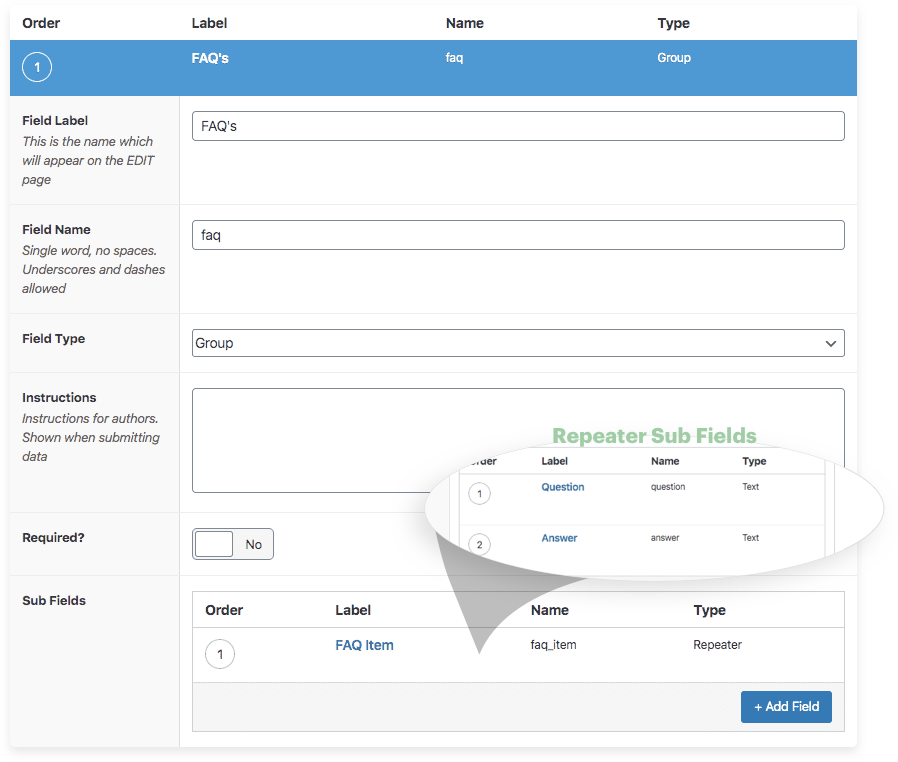 Order Label Name Type
1 FAQ's faq Group
Field Label
This is the name which
will appear on the EDIT
page
FAQ's
Field Name
Single word, no spaces.
Underscores and dashes
allowed
faq
Field Type
Group
Instructions
Instructions for authors.
Shown when submitting
data
Repeater Sub Fields
Order Label Name Type
1 Question question Text
2 Answer answer Text
Required?
No
Sub Fields
Order Label Name Type
1 FAQ Item faq_item Repeater
+ Add Field